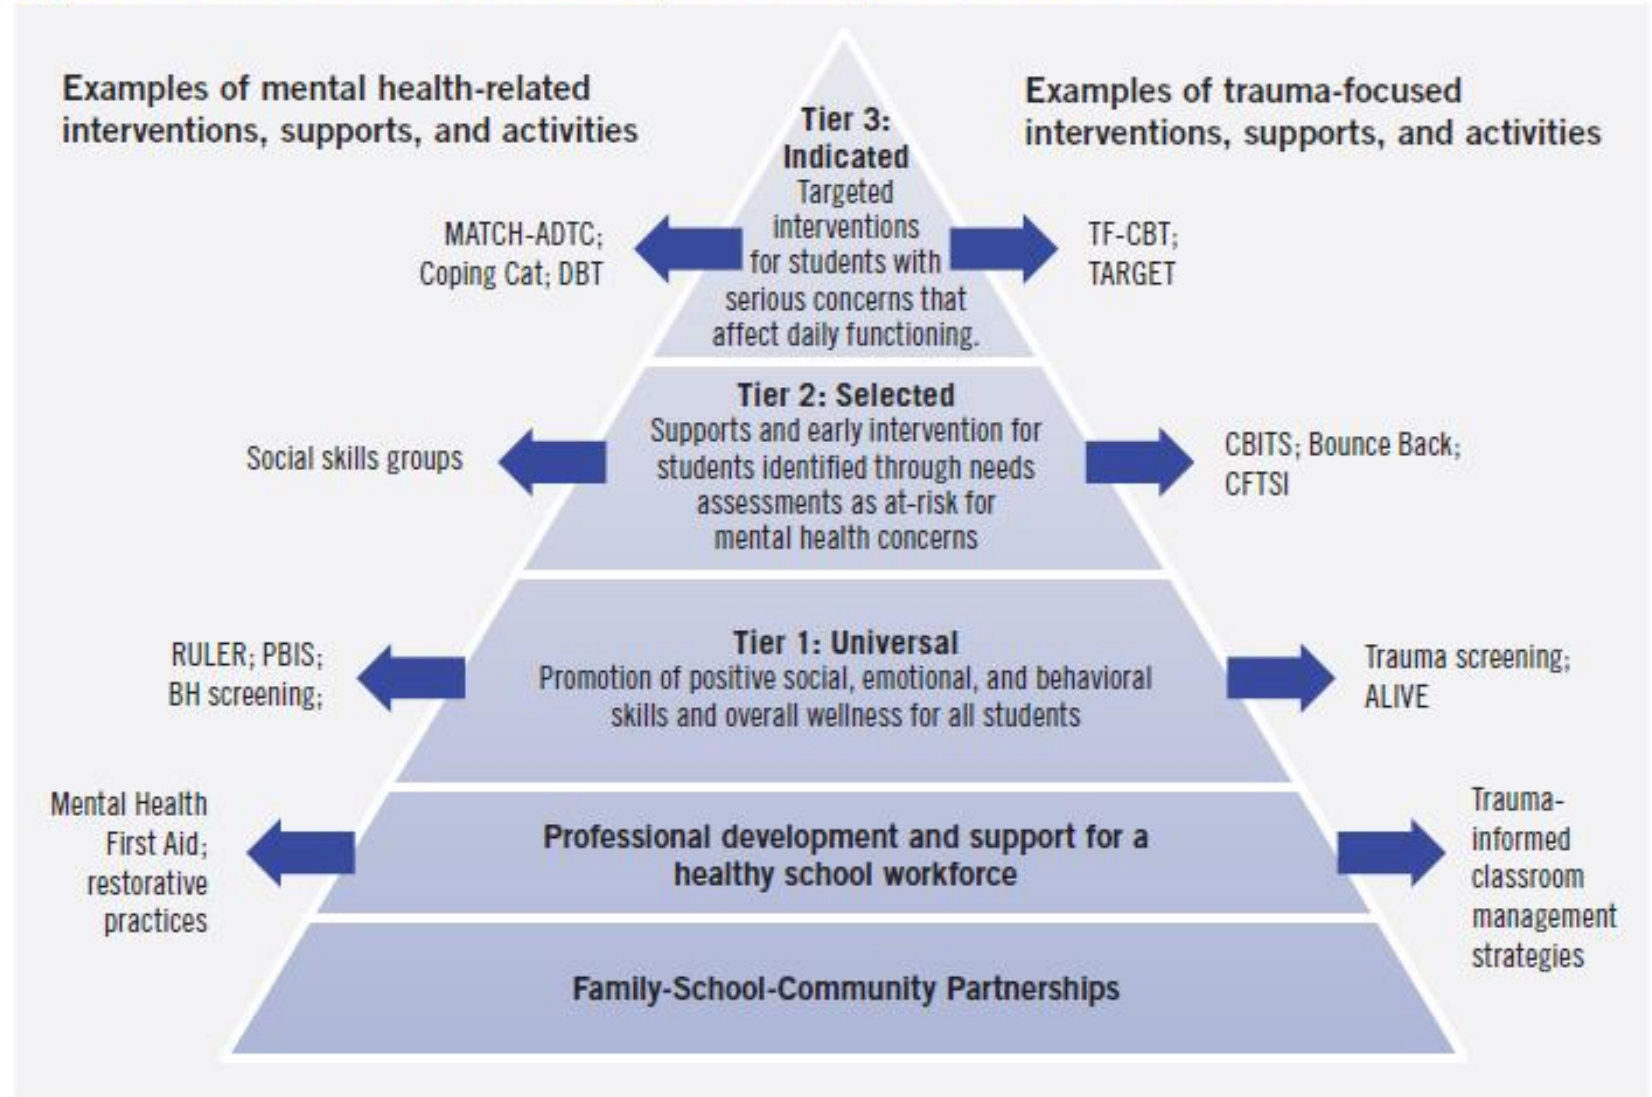 Examples of mental health-related
interventions, supports, and activities
Examples of trauma-focused
interventions, supports, and activities
Tier 3:
Indicated
Targeted
interventions
for students with
serious concerns that
affect daily functioning.
MATCH-ADTC;
Coping Cat; DBT
TF-CBT;
TARGET
Tier 2: Selected
Supports and early intervention for
students identified through needs
assessments as at-risk for
mental health concerns
Social skills groups
CBITS; Bounce Back;
CFTSI
Tier 1: Universal
Promotion of positive social, emotional, and behavioral
skills and overall wellness for all students
RULER; PBIS;
BH screening;
Trauma screening;
ALIVE
Professional development and support for a
healthy school workforce
Mental Health
First Aid;
restorative
practices
Trauma-
informed
classroom
management
strategies
Family-School-Community Partnerships